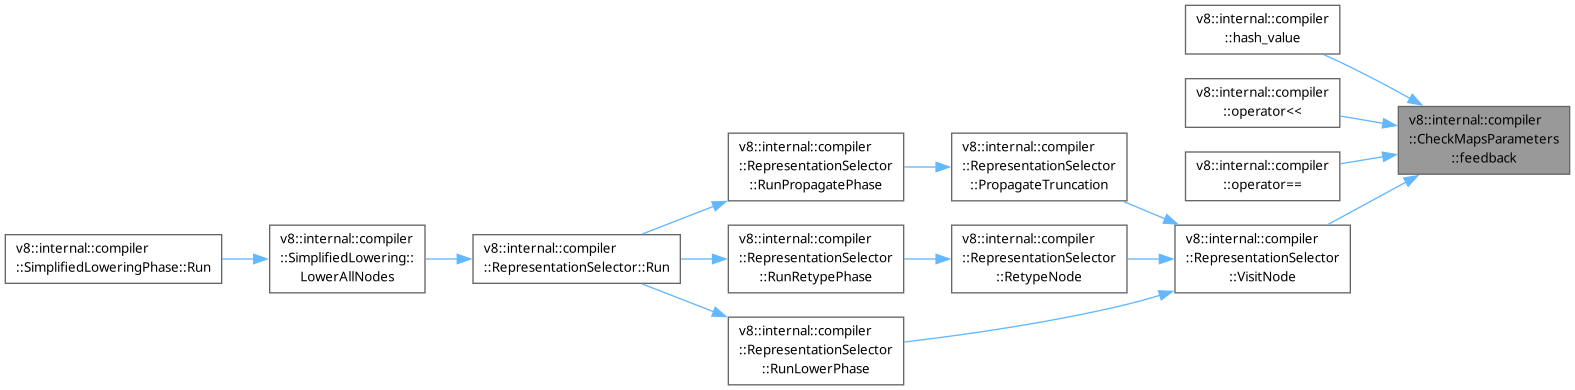 v8::internal::compiler
::SimplifiedLoweringPhase::Run
v8::internal::compiler
::SimplifiedLowering::
LowerAllNodes
v8::internal::compiler
::RepresentationSelector::Run
v8::internal::compiler
::RepresentationSelector
::RunPropagatePhase
v8::internal::compiler
::RepresentationSelector
::RunRetypePhase
v8::internal::compiler
::RepresentationSelector
::RunLowerPhase
v8::internal::compiler
::RepresentationSelector
::PropagateTruncation
v8::internal::compiler
::RepresentationSelector
::RetypeNode
v8::internal::compiler
::hash_value
v8::internal::compiler
::operator<<
v8::internal::compiler
::operator==
v8::internal::compiler
::RepresentationSelector
::VisitNode
v8::internal::compiler
::CheckMapsParameters
::feedback